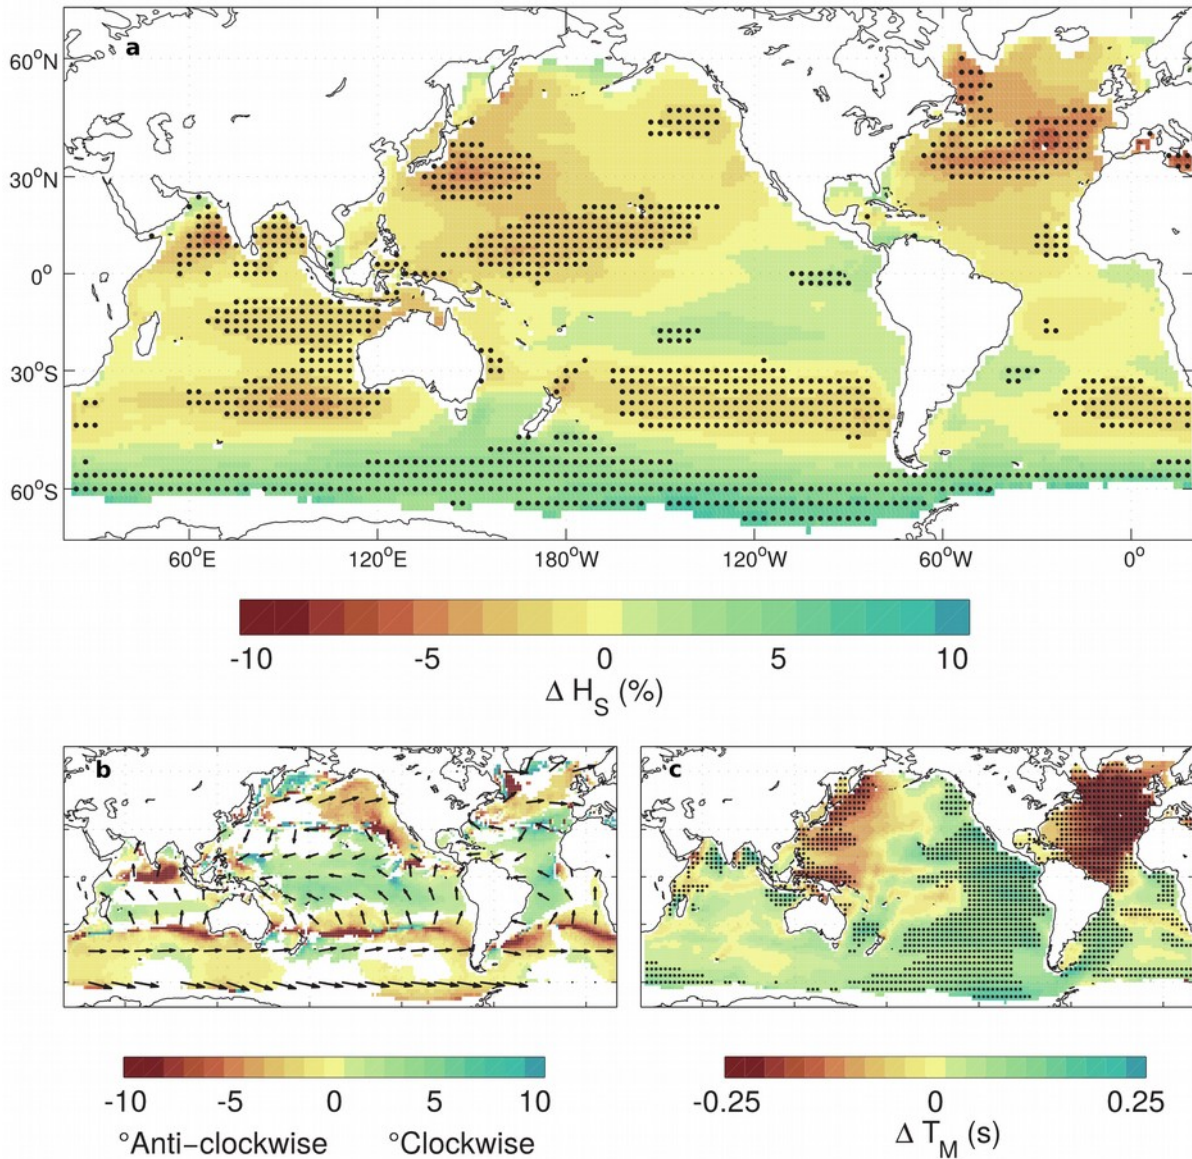 a
60°N
30°N
0°
30°S
60°S
60°E 120°E 180°W 120°W 60°W 0°
-10 -5 0 5 10
Δ H_S (%)
b
c
-10 -5 0 5 10
°Anti-clockwise °Clockwise
-0.25 0 0.25
Δ T_M (s)